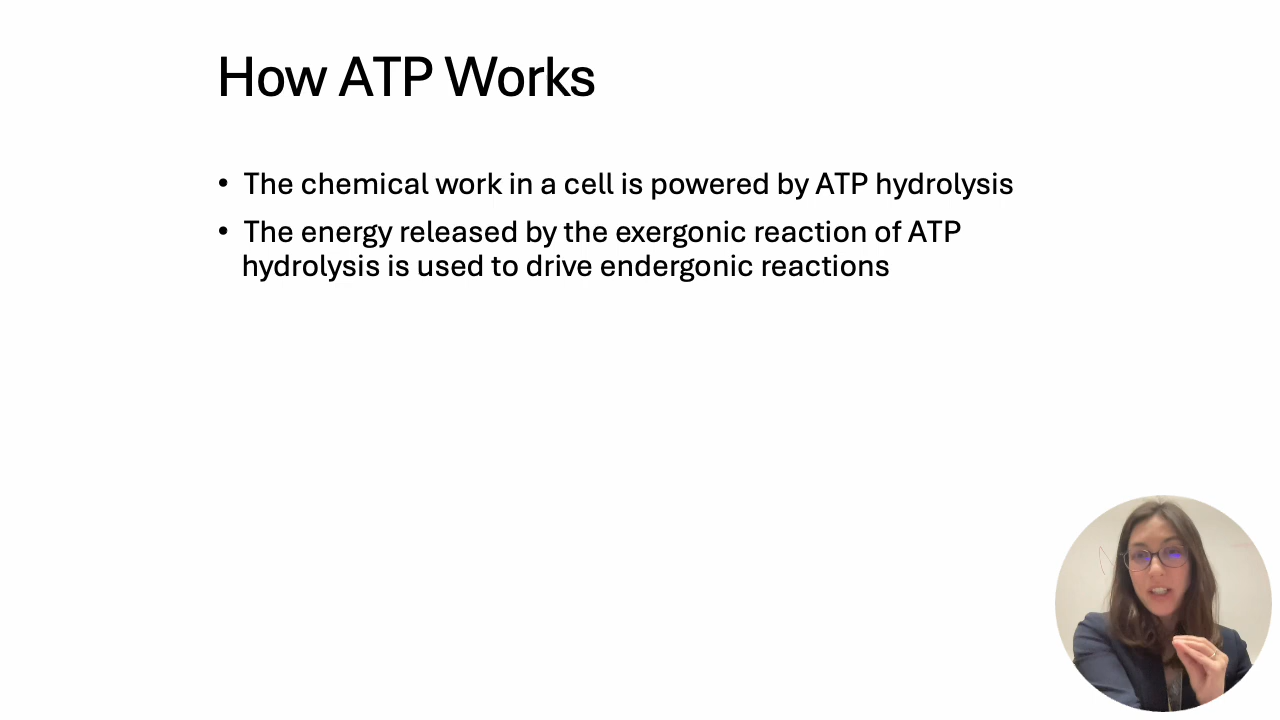 How ATP Works
• The chemical work in a cell is powered by ATP hydrolysis
• The energy released by the exergonic reaction of ATP
hydrolysis is used to drive endergonic reactions